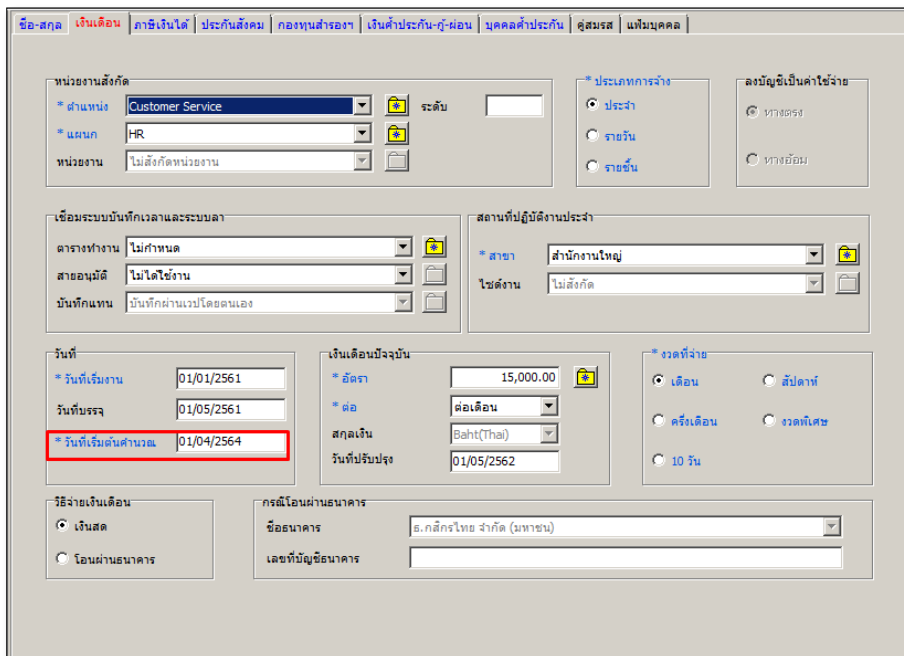 ชื่อ-สกุล เงินเดือน ภาษีเงินได้ ประกันสังคม กองทุนสำรองฯ เงินค้ำประกัน-กู้-ผ่อน บุคคลค้ำประกัน คู่สมรส แฟ้มบุคคล
หน่วยงานสังกัด
* ตำแหน่ง Customer Service ระดับ
* แผนก HR
หน่วยงาน ไม่สังกัดหน่วยงาน
* ประเภทการจ้าง
ประจำ
รายวัน
รายชิ้น
ลงบัญชีเป็นค่าใช้จ่าย
ทางตรง
ทางอ้อม
เชื่อมระบบบันทึกเวลาและระบบลา
ตารางทำงาน ไม่กำหนด
สายอนุมัติ ไม่ได้ใช้งาน
บันทึกแทน บันทึกผ่านเวปโดยตนเอง
สถานที่ปฏิบัติงานประจำ
* สาขา สำนักงานใหญ่
ไซด์งาน ไม่สังกัด
วันที่
* วันที่เริ่มงาน 01/01/2561
วันที่บรรจุ 01/05/2561
* วันที่เริ่มต้นคำนวณ 01/04/2564
เงินเดือนปัจจุบัน
* อัตรา 15,000.00
* ต่อ ต่อเดือน
สกุลเงิน Baht(Thai)
วันที่ปรับปรุง 01/05/2562
* งวดที่จ่าย
เดือน สัปดาห์
ครึ่งเดือน งวดพิเศษ
10 วัน
วิธีจ่ายเงินเดือน
เงินสด
โอนผ่านธนาคาร
กรณีโอนผ่านธนาคาร
ชื่อธนาคาร ธ.กสิกรไทย จำกัด (มหาชน)
เลขที่บัญชีธนาคาร